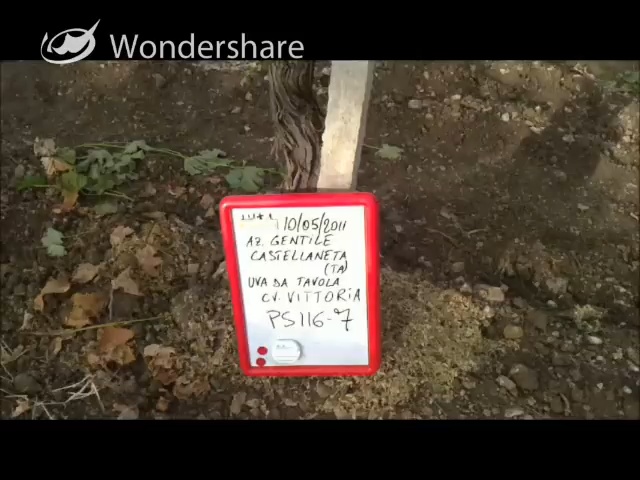 Wondershare
10/05/2011
AZ. GENTILE
CASTELLANETA
(TA)
UVA DA TAVOLA
CV. VITTORIA
PS116-7